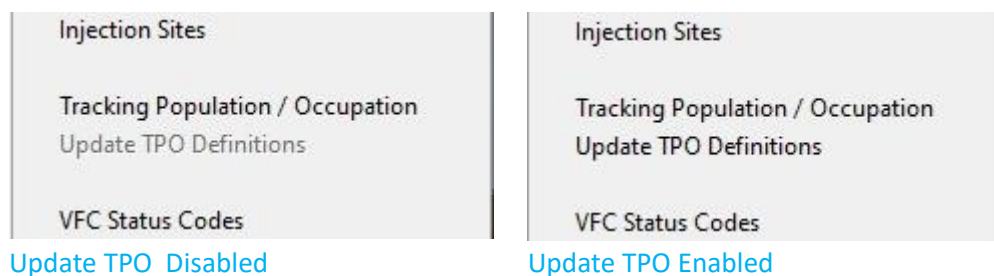 Injection Sites
Tracking Population / Occupation
Update TPO Definitions
VFC Status Codes
Update TPO  Disabled
Injection Sites
Tracking Population / Occupation
Update TPO Definitions
VFC Status Codes
Update TPO Enabled